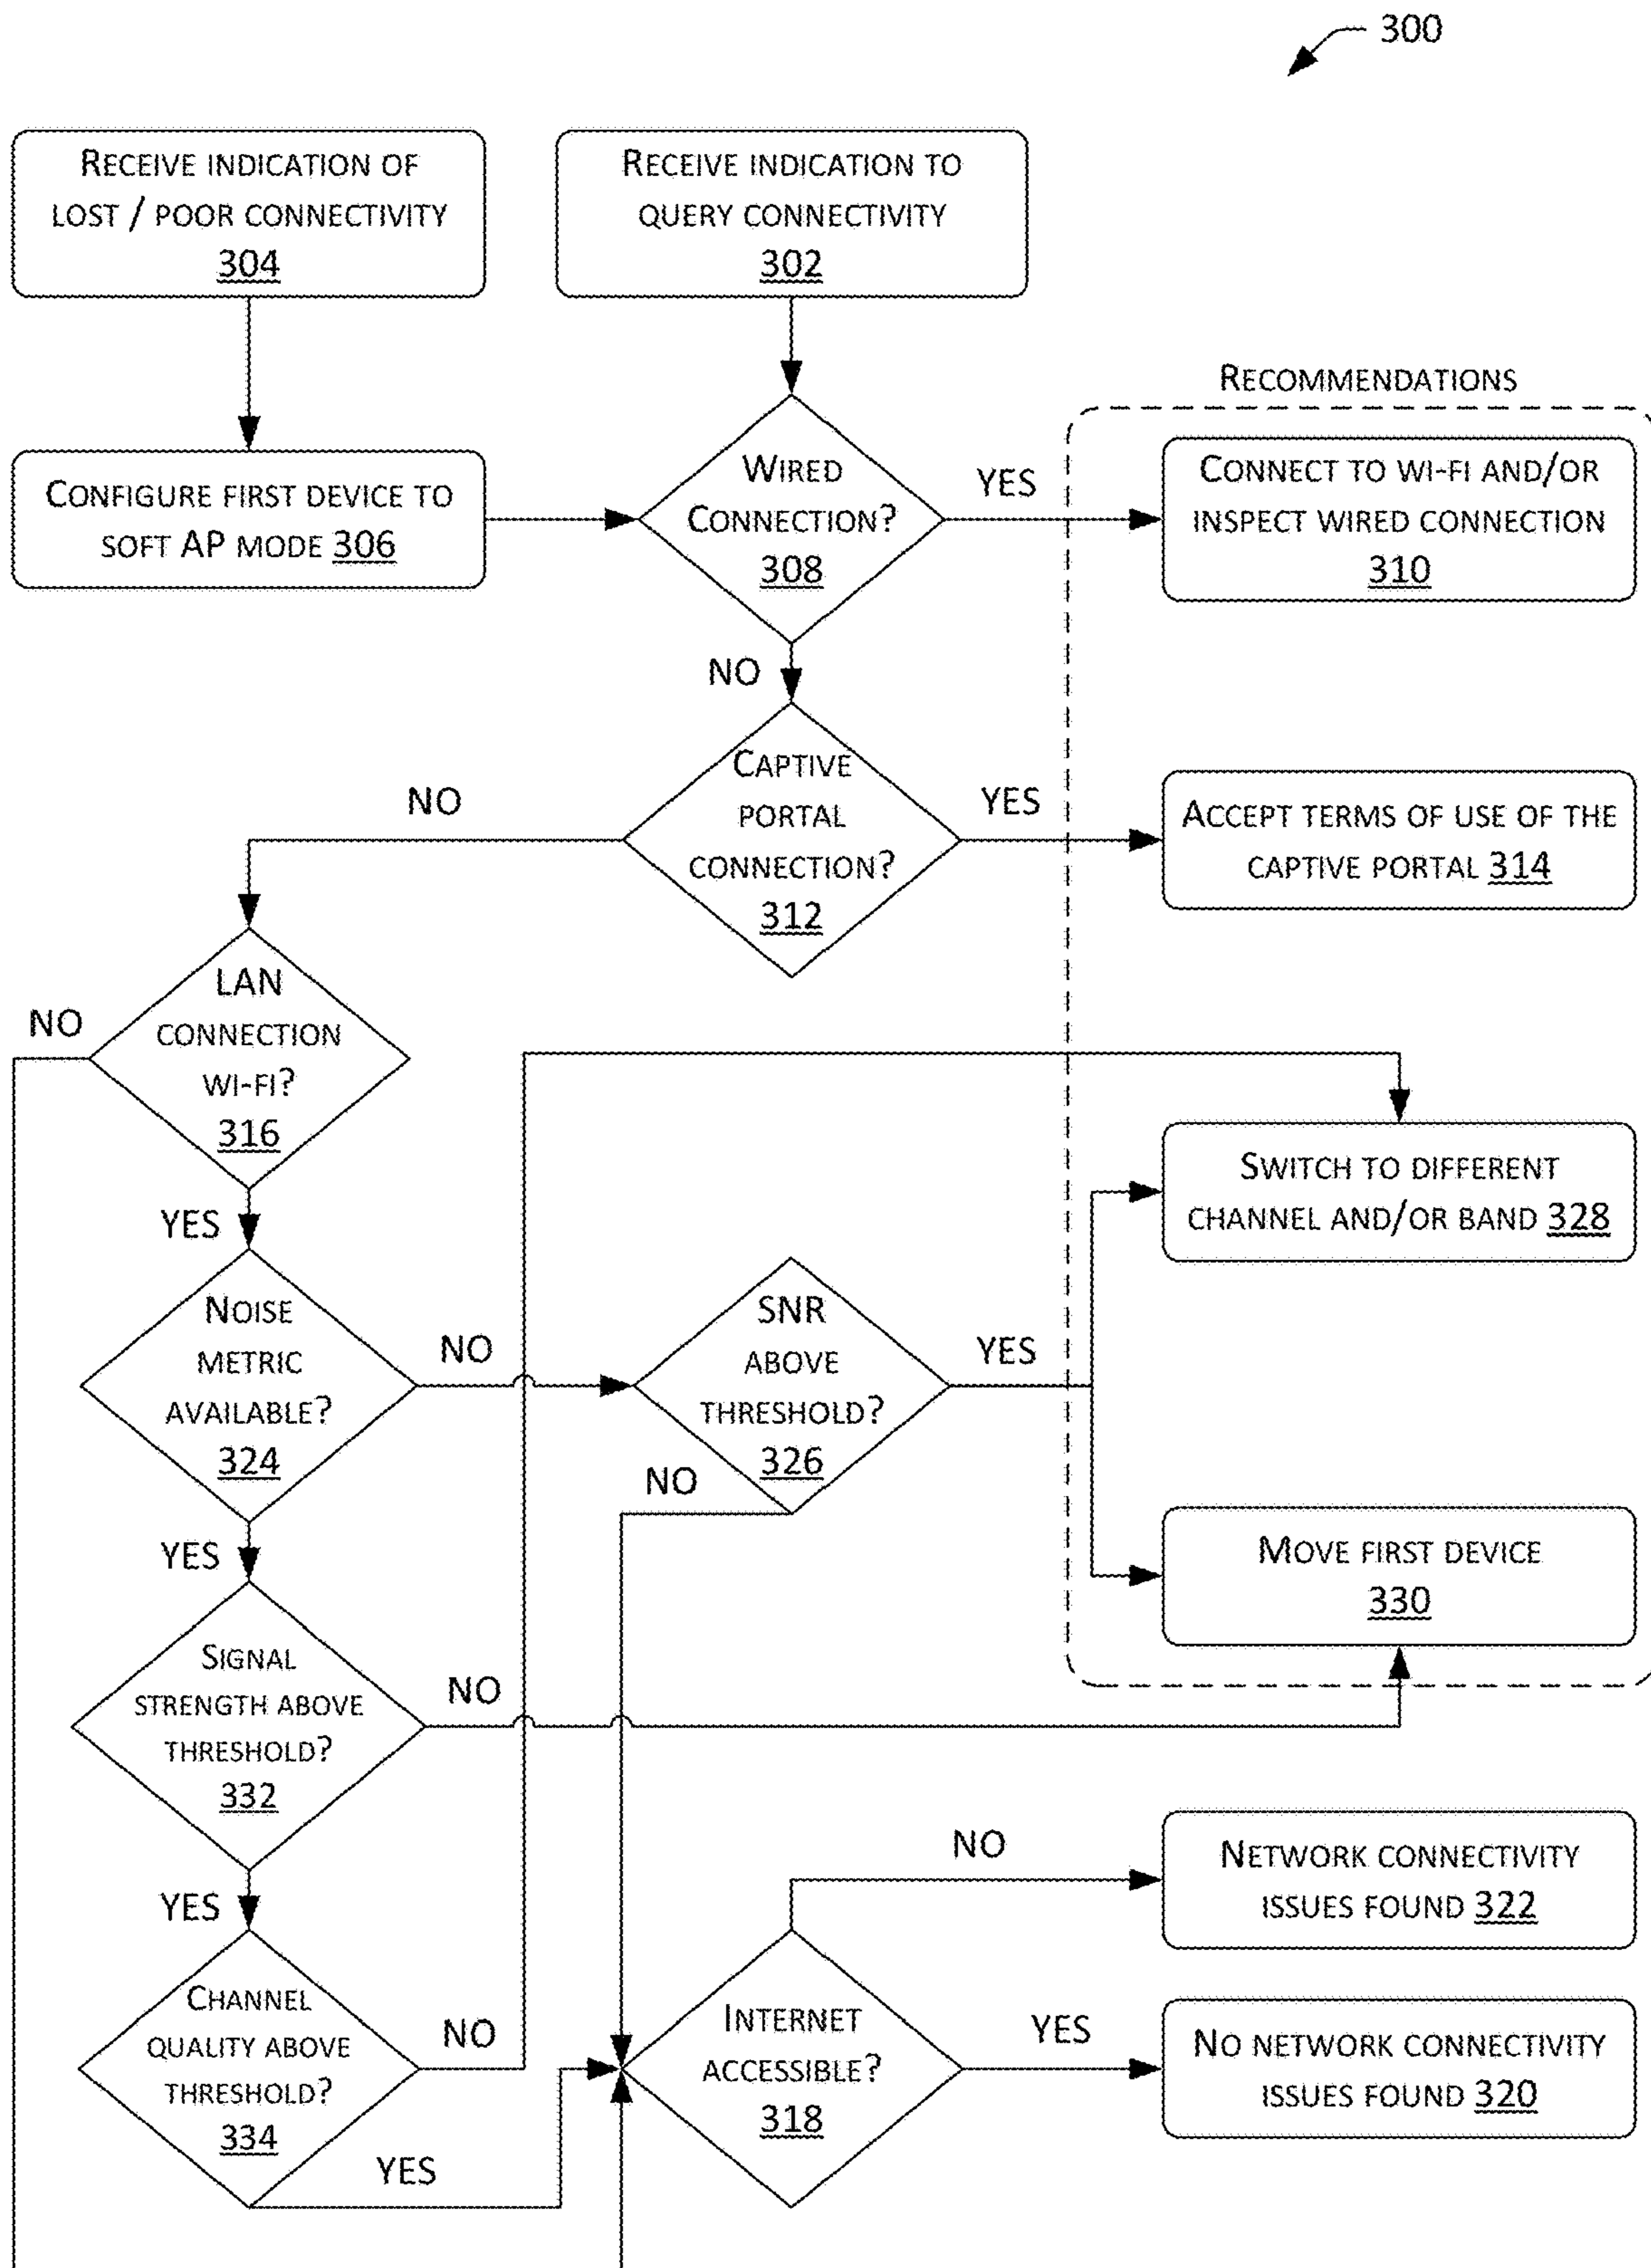 300
RECEIVE INDICATION OF
LOST / POOR CONNECTIVITY
304
RECEIVE INDICATION TO
QUERY CONNECTIVITY
302
RECOMMENDATIONS
CONFIGURE FIRST DEVICE TO
SOFT AP MODE 306
WIRED
CONNECTION?
308
YES
CONNECT TO WI-FI AND/OR
INSPECT WIRED CONNECTION
310
NO
CAPTIVE
PORTAL
CONNECTION?
312
NO
YES
ACCEPT TERMS OF USE OF THE
CAPTIVE PORTAL 314
LAN
CONNECTION
WI-FI?
316
NO
YES
SWITCH TO DIFFERENT
CHANNEL AND/OR BAND 328
NOISE
METRIC
AVAILABLE?
324
NO
SNR
ABOVE
THRESHOLD?
326
YES
NO
MOVE FIRST DEVICE
330
YES
SIGNAL
STRENGTH ABOVE
THRESHOLD?
332
NO
YES
NO
NETWORK CONNECTIVITY
ISSUES FOUND 322
CHANNEL
QUALITY ABOVE
THRESHOLD?
334
NO
YES
INTERNET
ACCESSIBLE?
318
YES
NO NETWORK CONNECTIVITY
ISSUES FOUND 320